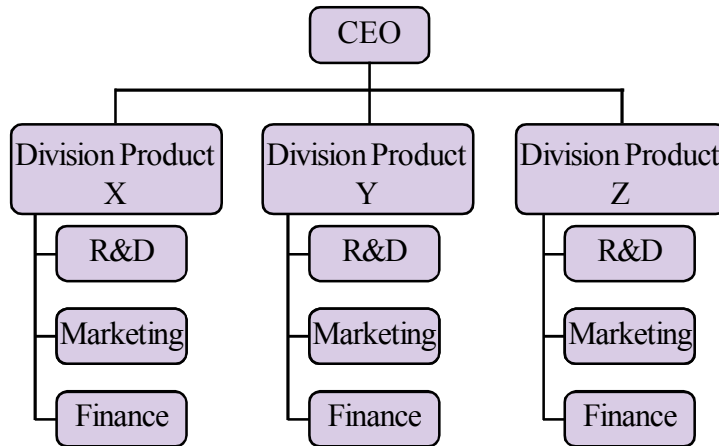 CEO
Division Product
X
Division Product
Y
Division Product
Z
R&D
R&D
R&D
Marketing
Marketing
Marketing
Finance
Finance
Finance